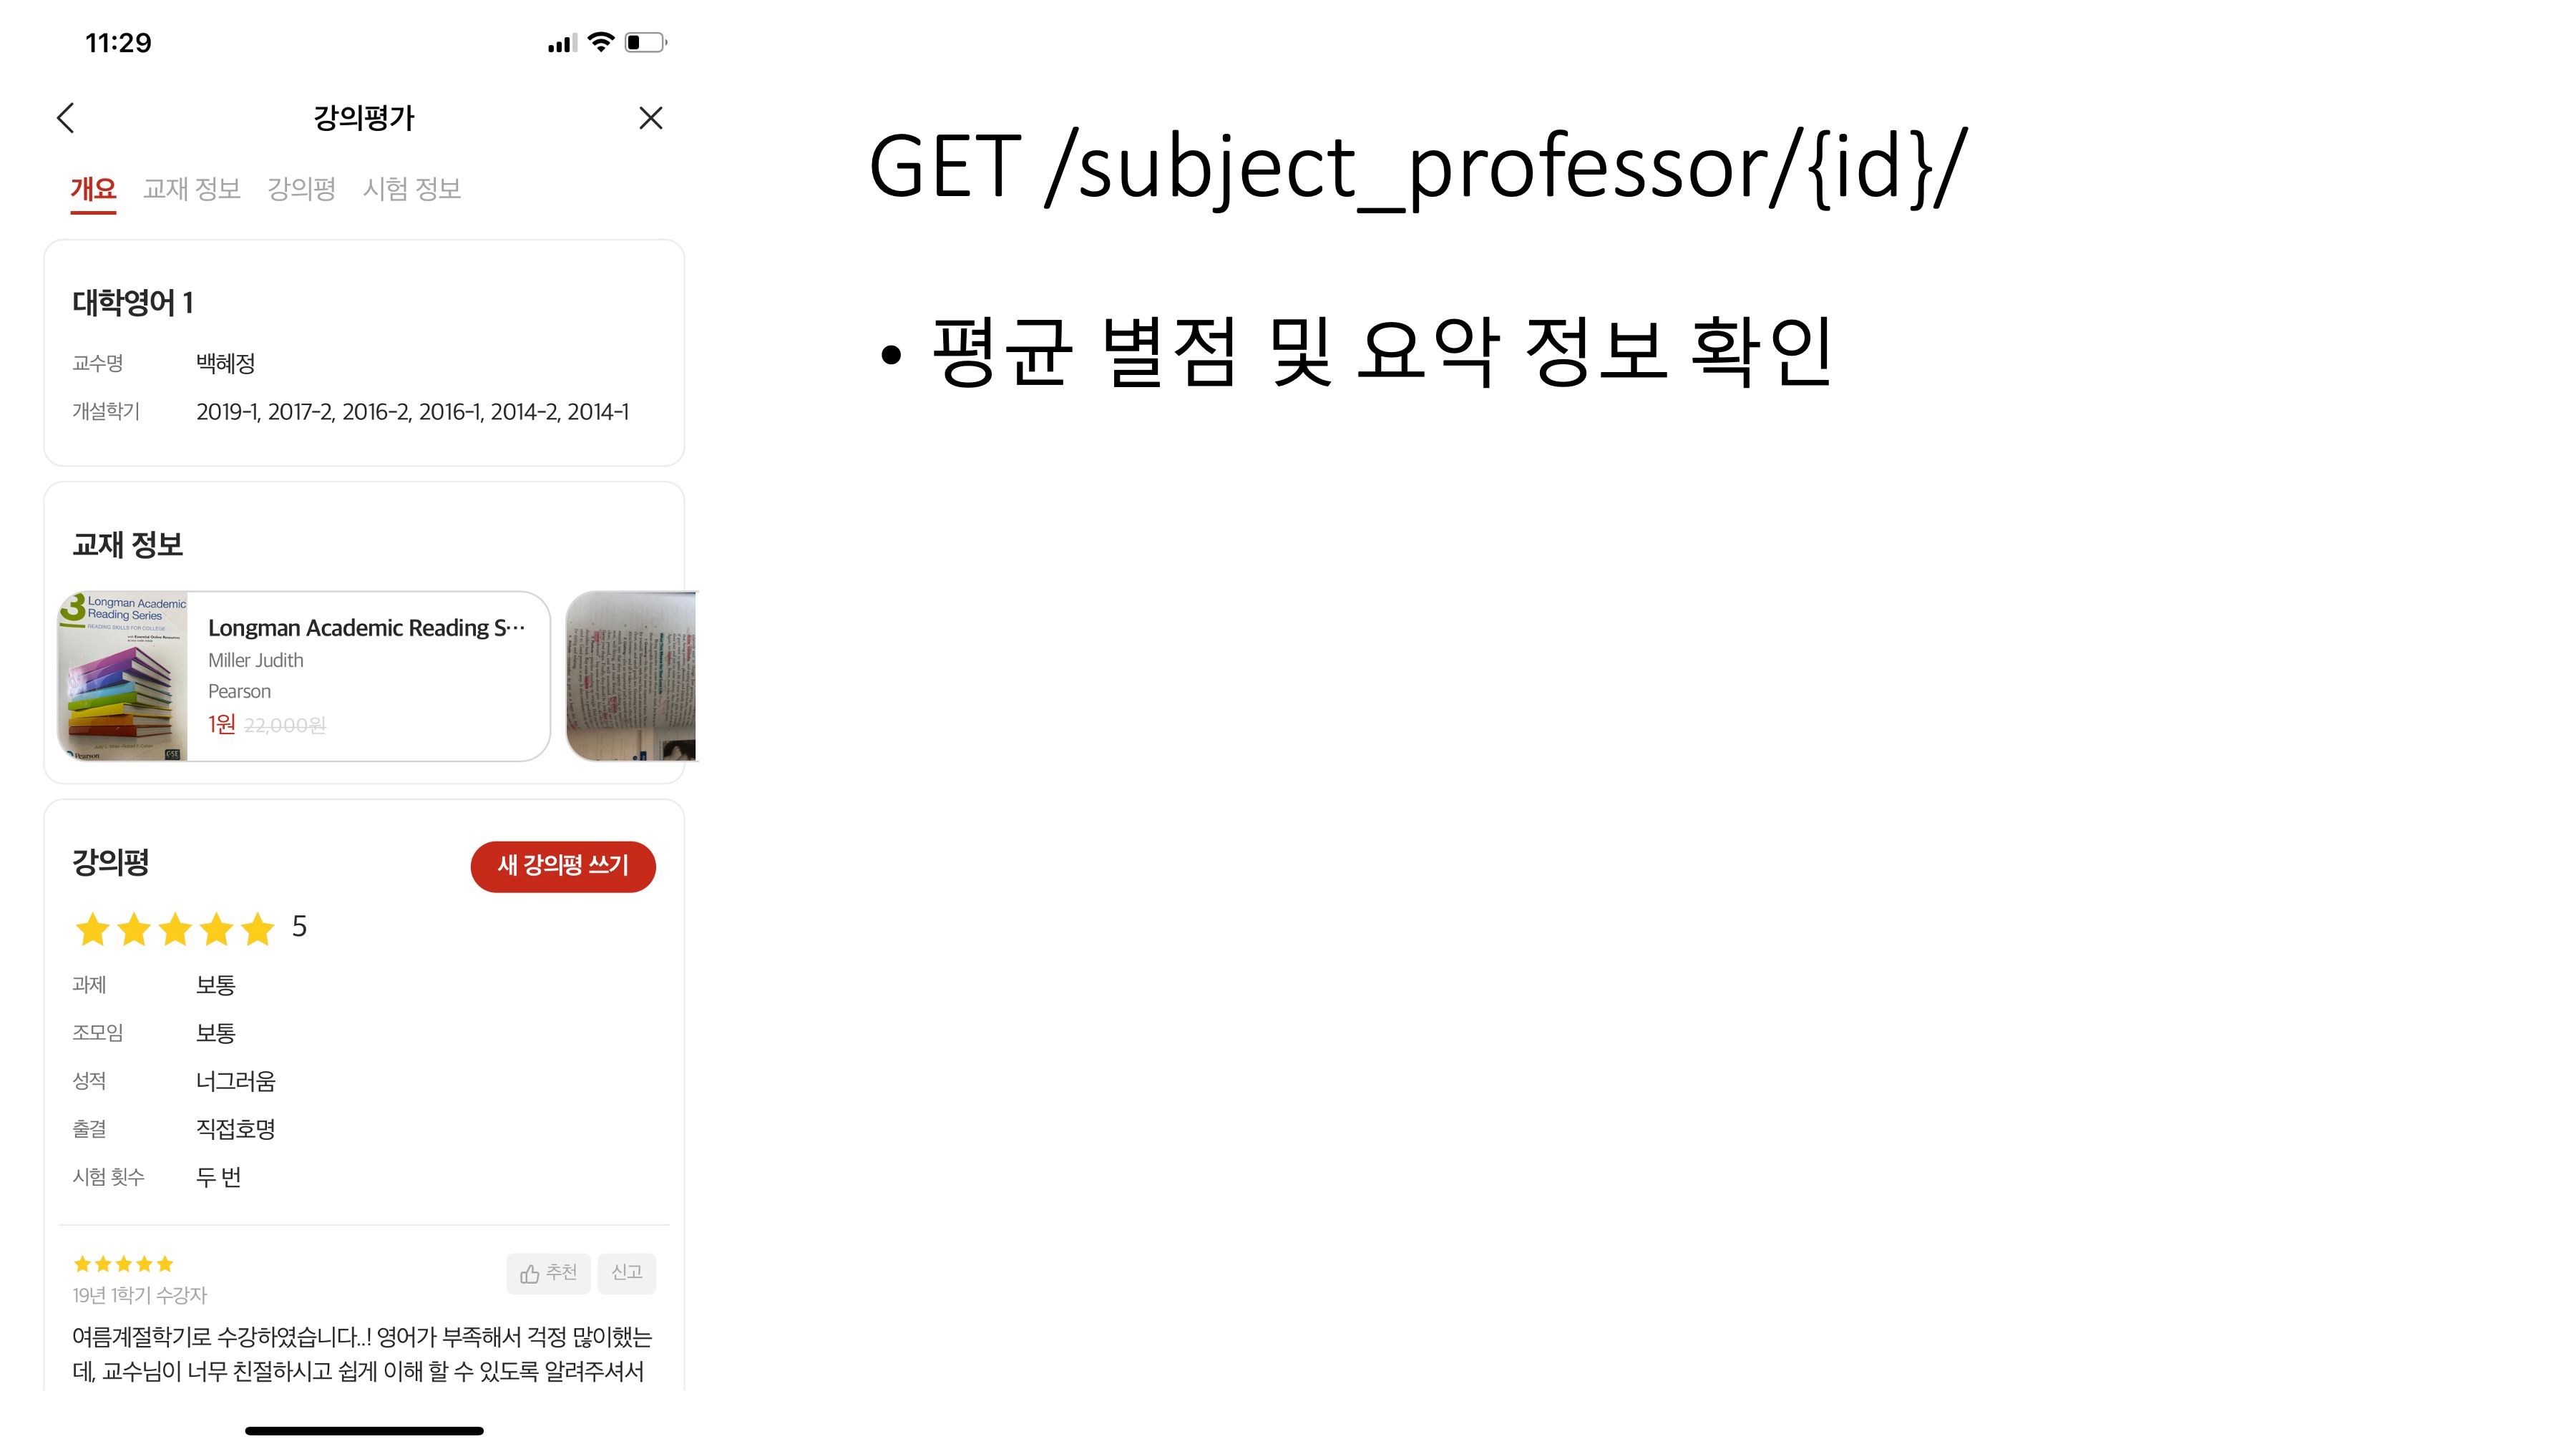 11:29
강의평가
개요 교재 정보 강의평 시험 정보
대학영어 1
교수명 백혜정
개설학기 2019-1, 2017-2, 2016-2, 2016-1, 2014-2, 2014-1
교재 정보
3 Longman Academic
Reading Series
READING SKILLS FOR COLLEGE
Pearson
GSE
Longman Academic Reading S…
Miller Judith
Pearson
1원 22,000원
강의평
새 강의평 쓰기
5
과제 보통
조모임 보통
성적 너그러움
출결 직접호명
시험 횟수 두 번
추천 신고
19년 1학기 수강자
여름계절학기로 수강하였습니다..! 영어가 부족해서 걱정 많이했는
데, 교수님이 너무 친절하시고 쉽게 이해 할 수 있도록 알려주셔서
GET /subject_professor/{id}/
• 평균 별점 및 요악 정보 확인